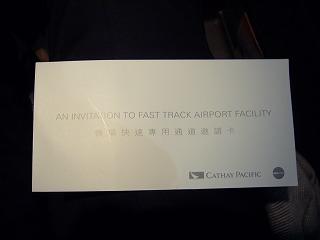 AN INVITATION TO FAST TRACK AIRPORT FACILITY
機場快速專用通道邀請卡
CATHAY PACIFIC